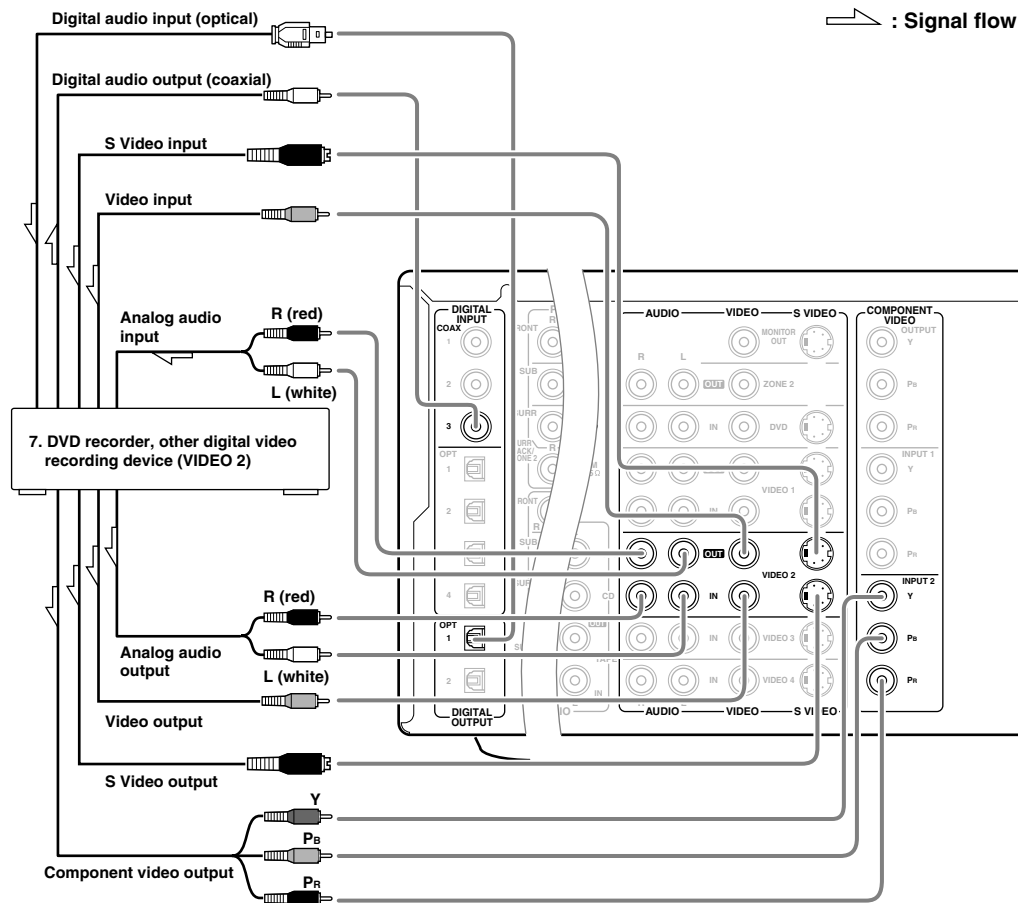 Digital audio input (optical)
: Signal flow
Digital audio output (coaxial)
S Video input
Video input
Analog audio
input
R (red)
L (white)
7. DVD recorder, other digital video
recording device (VIDEO 2)
R (red)
Analog audio
output
L (white)
Video output
S Video output
Y
PB
Component video output
PR
DIGITAL
INPUT
COAX
1
2
3
OPT
1
2
4
OPT
1
2
DIGITAL
OUTPUT
R
SUB
R
R
SUB
CD
OUT
IN
AUDIO
VIDEO
S VIDEO
MONITOR
OUT
R
L
OUT
ZONE 2
IN
DVD
VIDEO 1
IN
OUT
VIDEO 2
IN
IN
VIDEO 3
IN
VIDEO 4
AUDIO
VIDEO
S VIDEO
COMPONENT
VIDEO
OUTPUT
Y
PB
PR
INPUT 1
Y
PB
PR
INPUT 2
Y
PB
PR